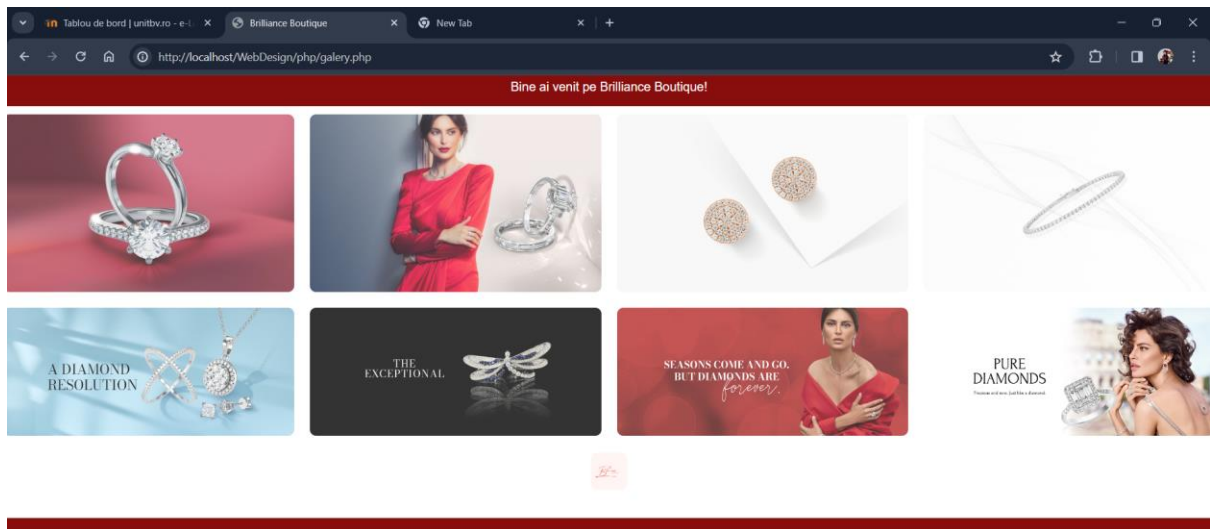 Tablou de bord | unitbv.ro - e-L
Brilliance Boutique
New Tab
http://localhost/WebDesign/php/galery.php
Bine ai venit pe Brilliance Boutique!
A DIAMOND
RESOLUTION
THE
EXCEPTIONAL
SEASONS COME AND GO.
BUT DIAMONDS ARE
forever.
PURE
DIAMONDS